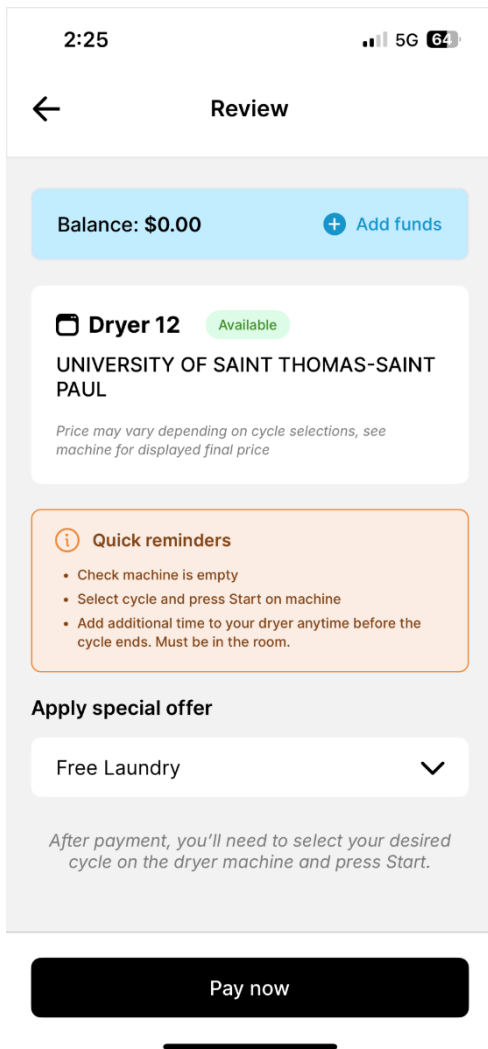 2:25
5G 64
Review
Balance: $0.00
Add funds
Dryer 12
Available
UNIVERSITY OF SAINT THOMAS-SAINT
PAUL
Price may vary depending on cycle selections, see
machine for displayed final price
Quick reminders
• Check machine is empty
• Select cycle and press Start on machine
• Add additional time to your dryer anytime before the
cycle ends. Must be in the room.
Apply special offer
Free Laundry
After payment, you’ll need to select your desired
cycle on the dryer machine and press Start.
Pay now